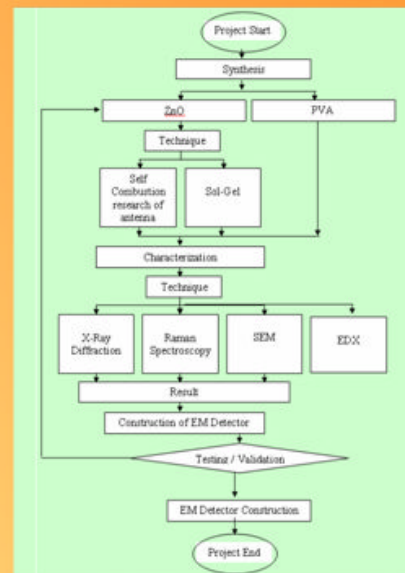 Project Start
Synthesis
ZnO
PVA
Technique
Self
Combustion
research of
antenna
Sol-Gel
Characterization
Technique
X-Ray
Diffraction
Raman
Spectroscopy
SEM
EDX
Result
Construction of EM Detector
Testing / Validation
EM Detector Construction
Project End